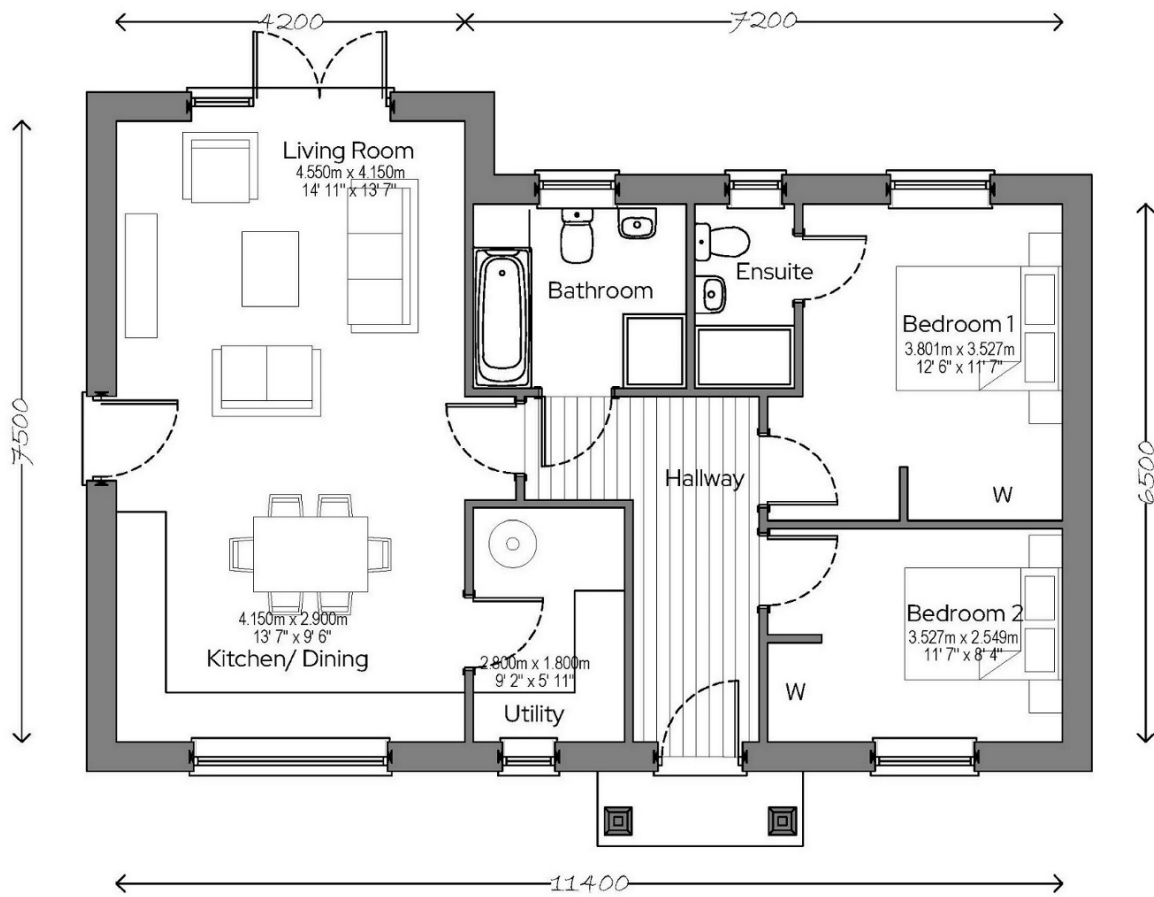 4200
7200
Living Room
4.550m x 4.150m
14' 11" x 13' 7"
Bathroom
Ensuite
Bedroom 1
3.801m x 3.527m
12' 6" x 11' 7"
7500
6500
Hallway
W
4.150m x 2.900m
13' 7" x 9' 6"
Kitchen/ Dining
2.800m x 1.800m
9' 2" x 5' 11"
Utility
Bedroom 2
3.527m x 2.549m
11' 7" x 8' 4"
W
11400